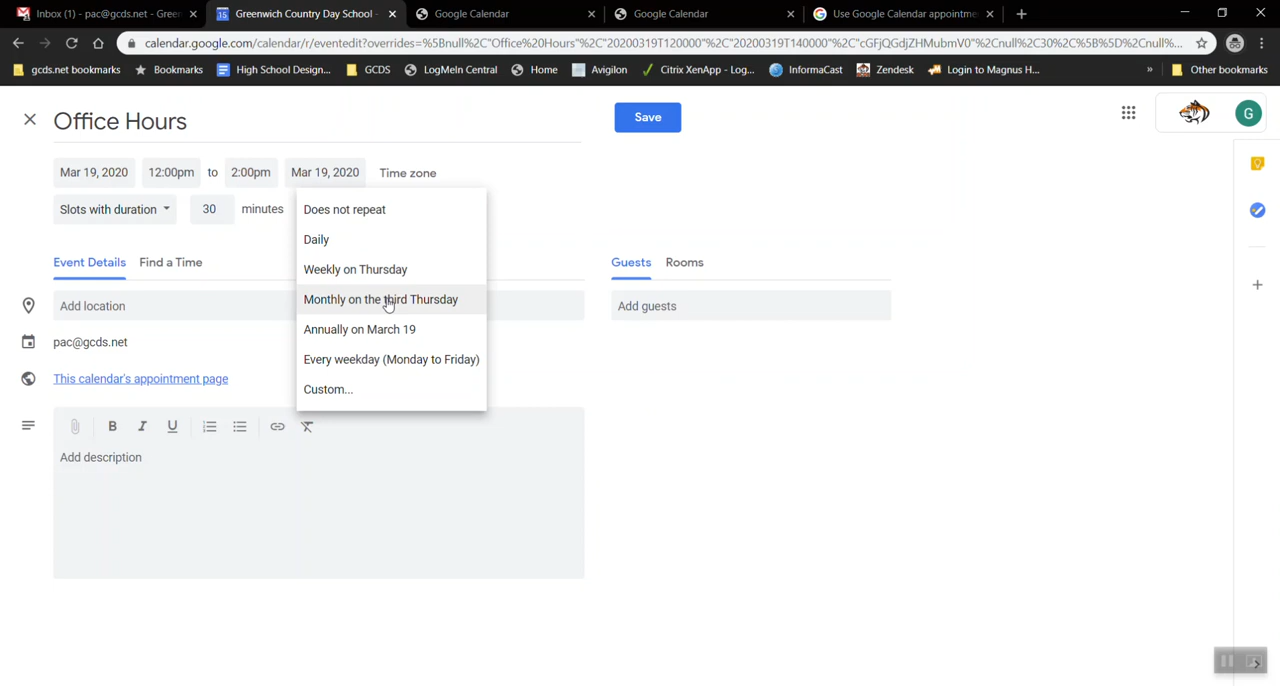 Inbox (1) - pac@gcds.net - Green
Greenwich Country Day School -
Google Calendar
Google Calendar
Use Google Calendar appointme
calendar.google.com/calendar/r/eventedit?overrides=%5Bnull%2C"Office%20Hours"%2C"20200319T120000"%2C"20200319T140000"%2C"cGFjQGdjZHMubmV0"%2Cnull%2C30%2C%5B%5D%2Cnull%...
gcds.net bookmarks
Bookmarks
High School Design...
GCDS
LogMeIn Central
Home
Avigilon
Citrix XenApp - Log...
InformaCast
Zendesk
Login to Magnus H...
»
Other bookmarks
Office Hours
Save
G
Mar 19, 2020
12:00pm
to
2:00pm
Mar 19, 2020
Time zone
Slots with duration
30
minutes
Does not repeat
Daily
Weekly on Thursday
Monthly on the third Thursday
Annually on March 19
Every weekday (Monday to Friday)
Custom...
Event Details
Find a Time
Guests
Rooms
Add location
Add guests
pac@gcds.net
This calendar's appointment page
B
I
U
Add description